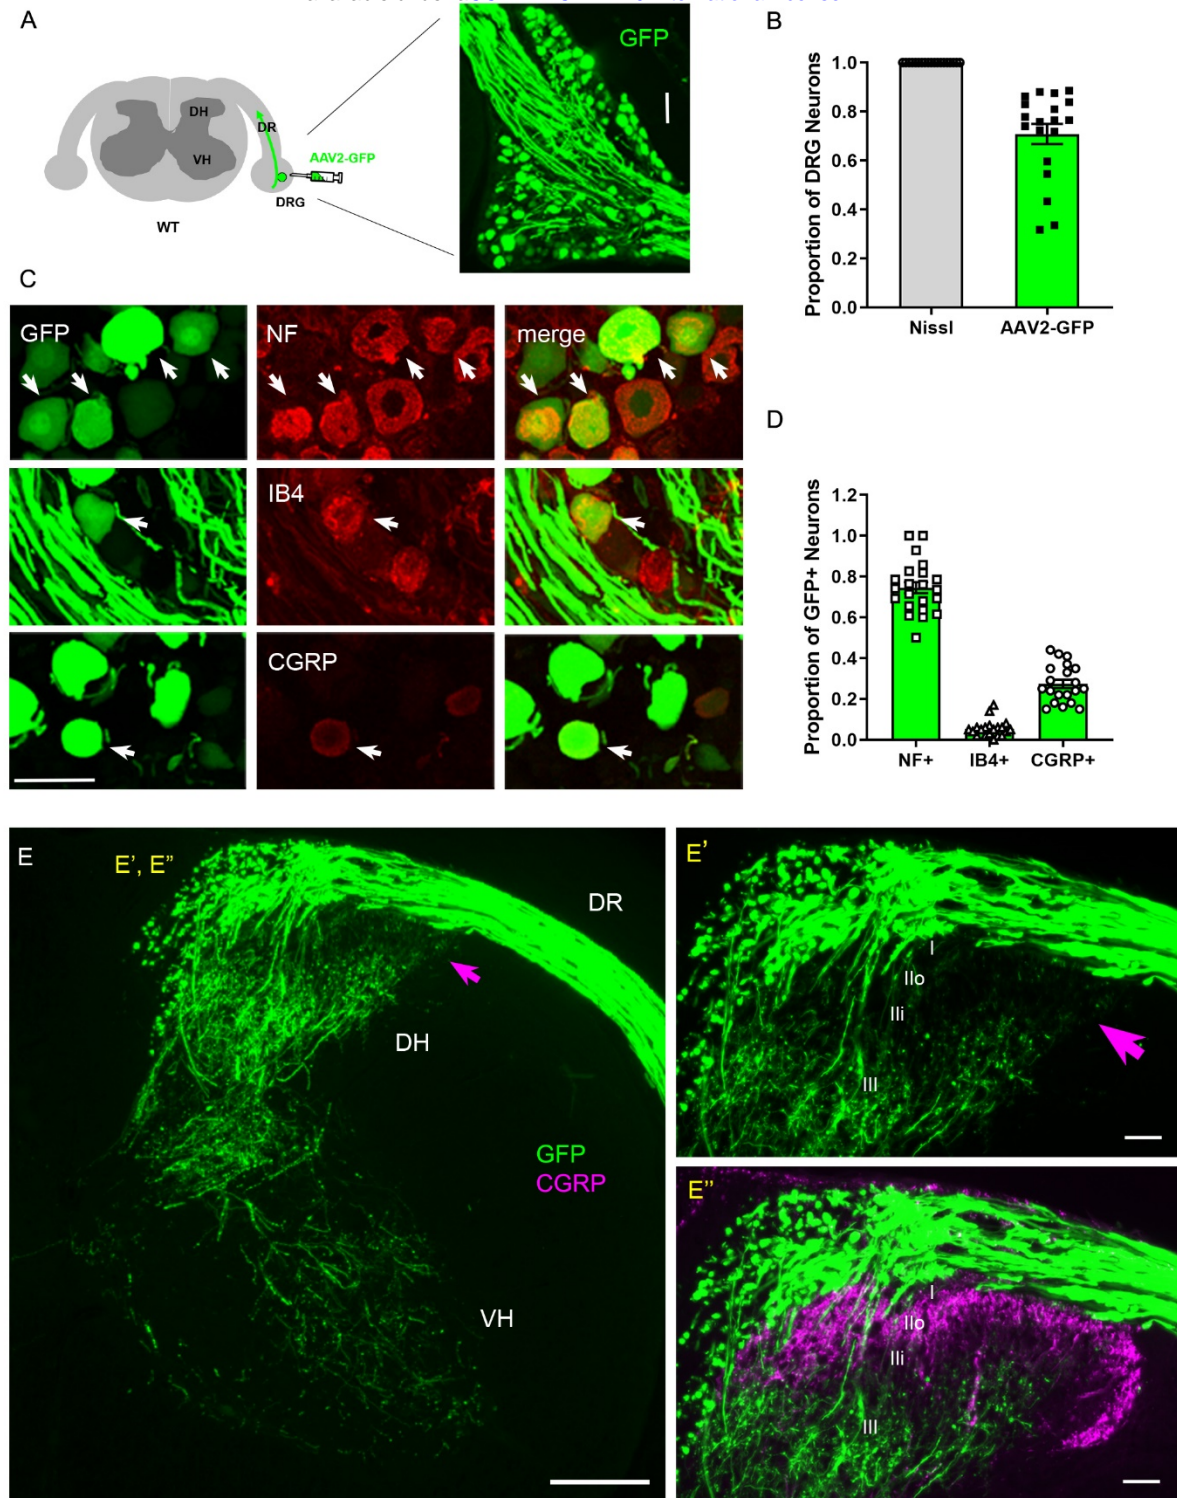 A
GFP
DH
DR
VH
AAV2-GFP
DRG
WT
B
Proportion of DRG Neurons
1.0
0.8
0.6
0.4
0.2
0.0
Nissl
AAV2-GFP
C
GFP
NF
merge
IB4
CGRP
D
Proportion of GFP+ Neurons
1.2
1.0
0.8
0.6
0.4
0.2
0.0
NF+
IB4+
CGRP+
E
E', E"
DR
DH
GFP
CGRP
VH
E'
I
IIo
IIi
III
E"
I
IIo
IIi
III